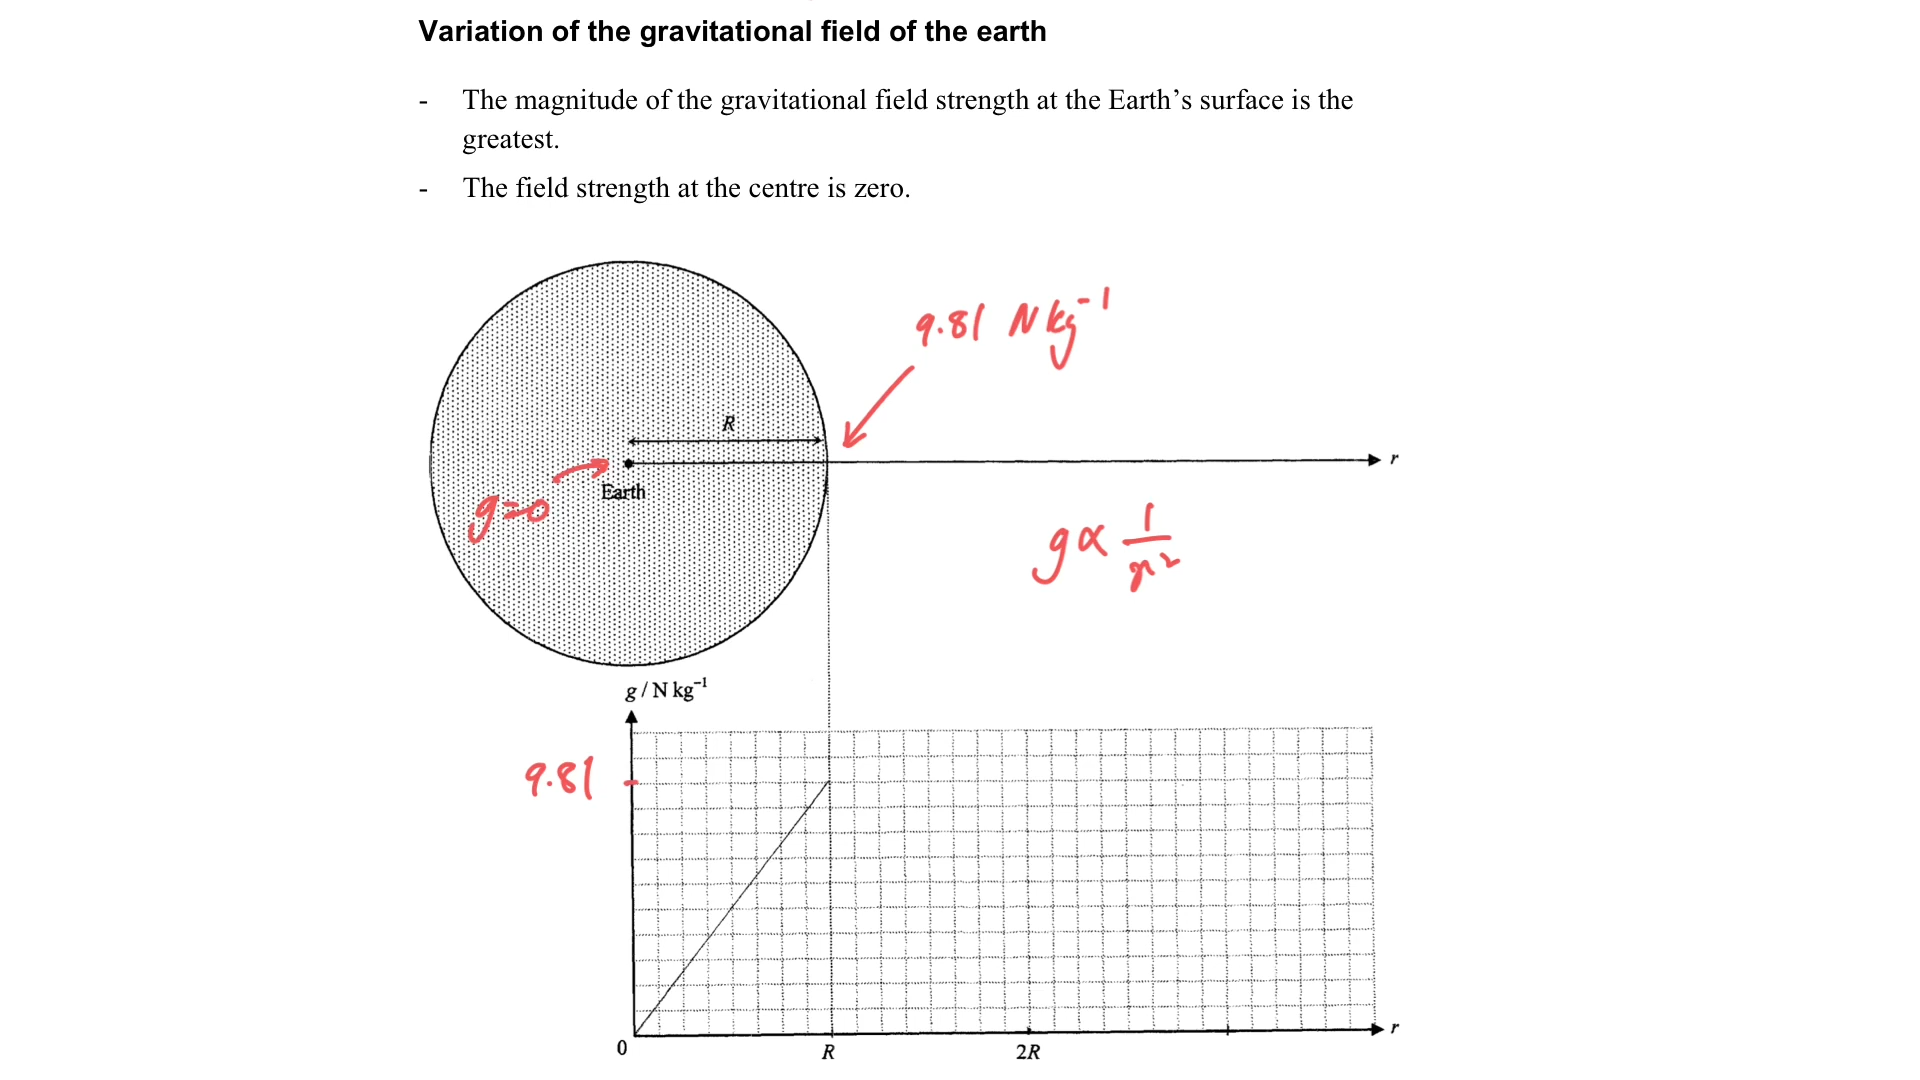 Variation of the gravitational field of the earth
- The magnitude of the gravitational field strength at the Earth’s surface is the
greatest.
- The field strength at the centre is zero.
9.81 N kg⁻¹
R
r
Earth
g=0
g ∝ 1/r²
g / N kg⁻¹
9.81
0
R
2R
r